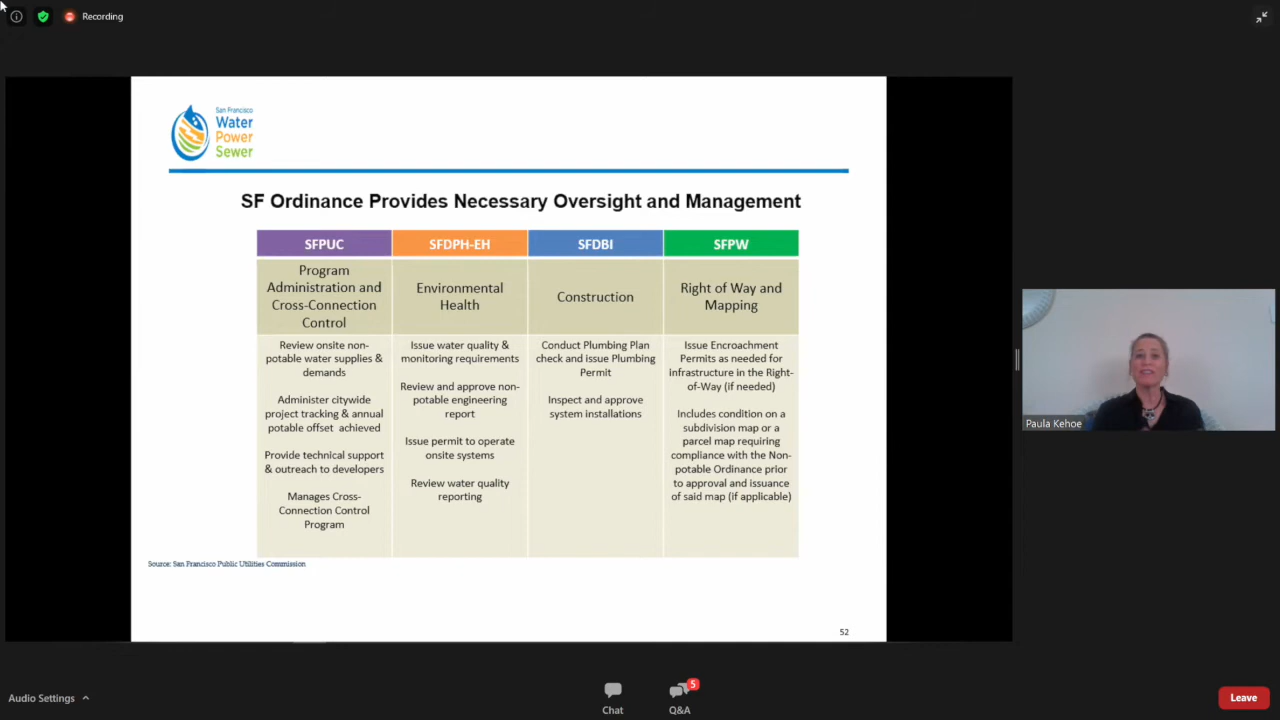 Recording
San Francisco
Water
Power
Sewer
SF Ordinance Provides Necessary Oversight and Management
SFPUC
Program
Administration and
Cross-Connection
Control
Review onsite non-
potable water supplies &
demands
Administer citywide
project tracking & annual
potable offset achieved
Provide technical support
& outreach to developers
Manages Cross-
Connection Control
Program
SFDPH-EH
Environmental
Health
Issue water quality &
monitoring requirements
Review and approve non-
potable engineering
report
Issue permit to operate
onsite systems
Review water quality
reporting
SFDBI
Construction
Conduct Plumbing Plan
check and issue Plumbing
Permit
Inspect and approve
system installations
SFPW
Right of Way and
Mapping
Issue Encroachment
Permits as needed for
infrastructure in the Right-
of-Way (if needed)
Includes condition on a
subdivision map or a
parcel map requiring
compliance with the Non-
potable Ordinance prior
to approval and issuance
of said map (if applicable)
Source: San Francisco Public Utilities Commission
52
Paula Kehoe
Audio Settings
Chat
5
Q&A
Leave